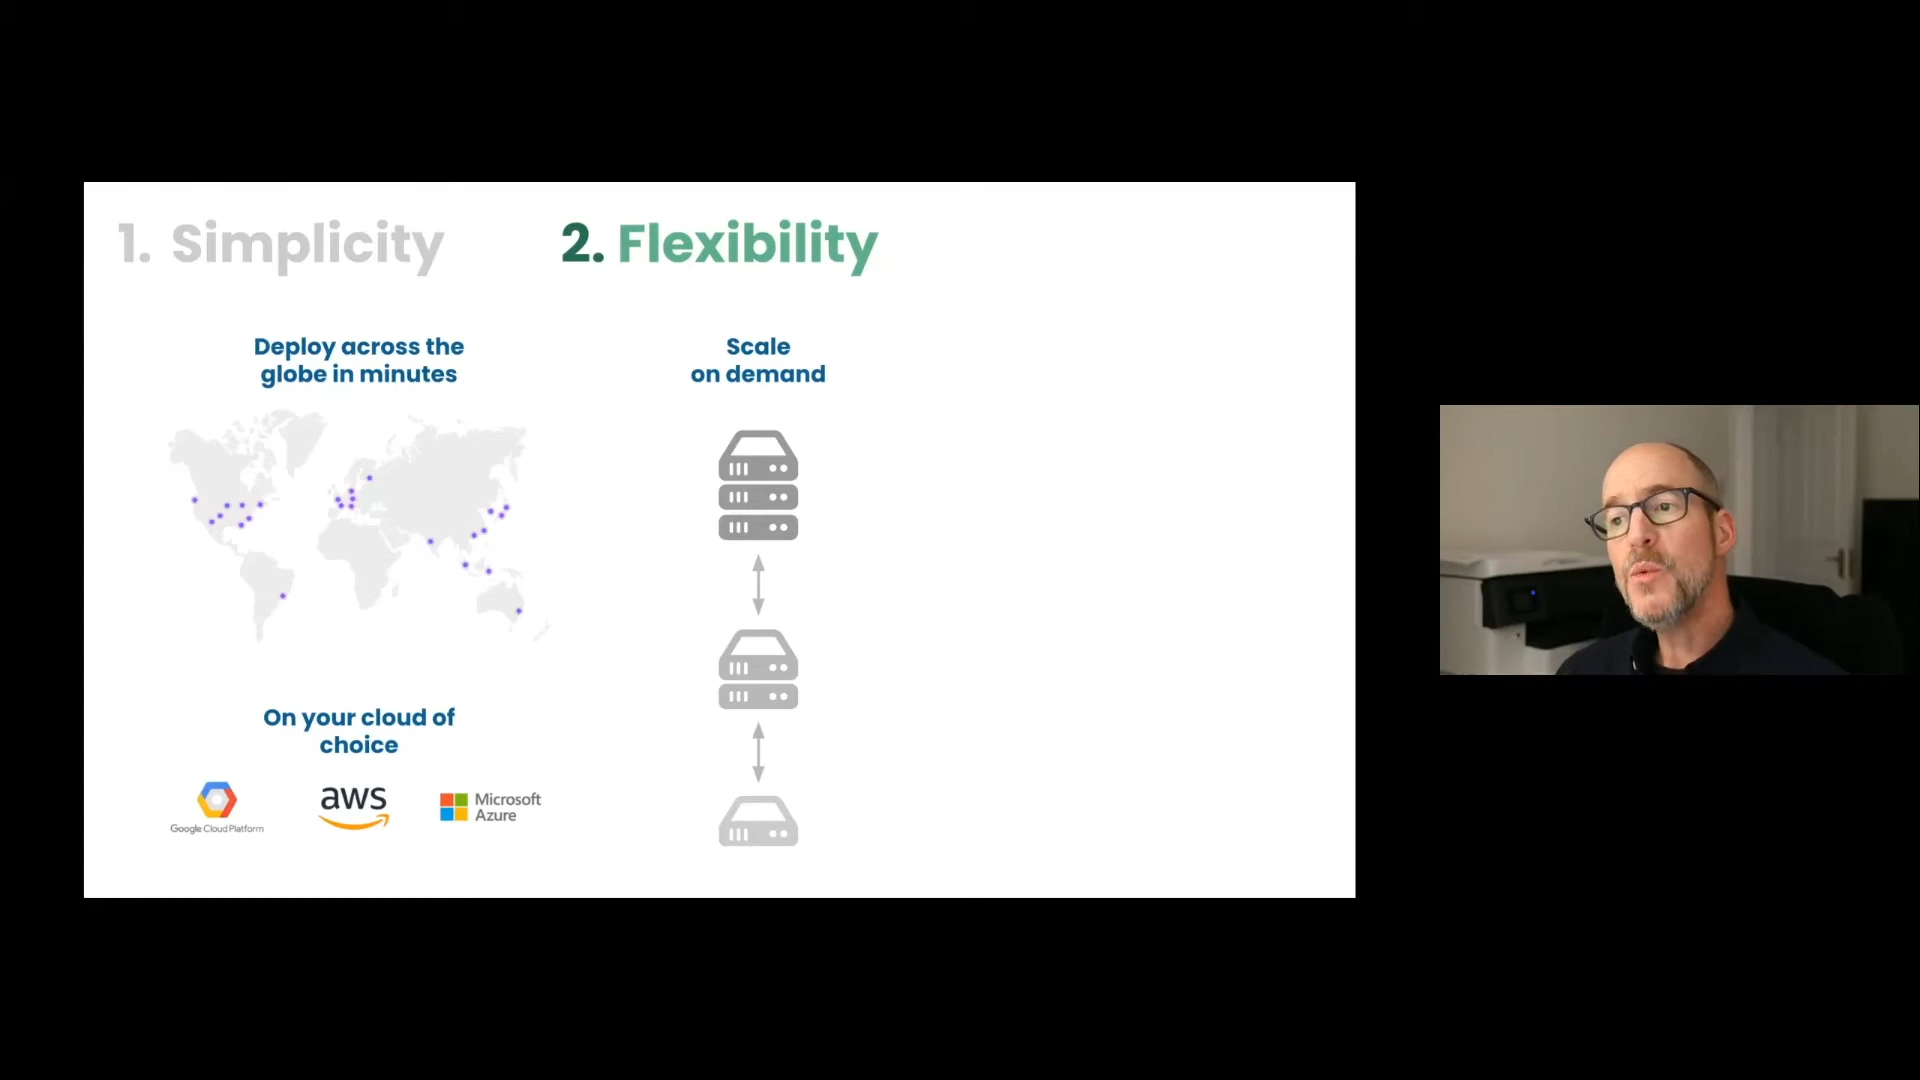 1. Simplicity
2. Flexibility
Deploy across the
globe in minutes
Scale
on demand
On your cloud of
choice
Google Cloud Platform
aws
Microsoft
Azure